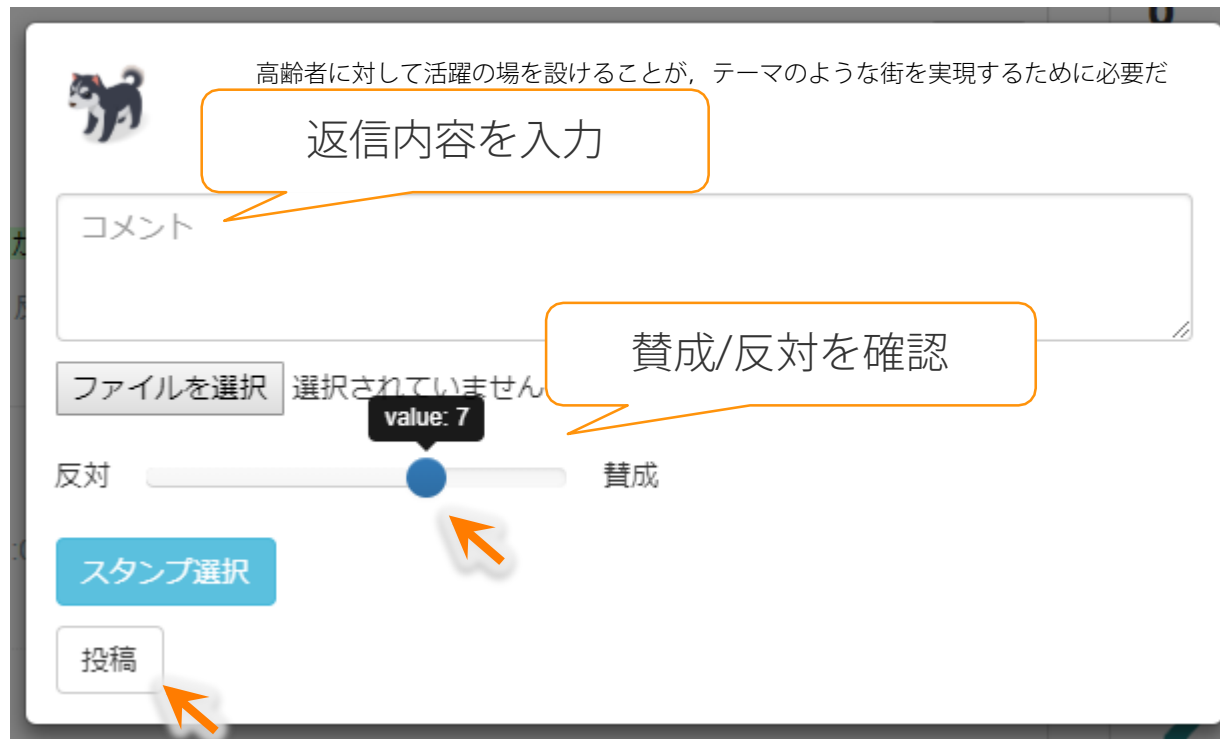 高齢者に対して活躍の場を設けることが，テーマのような街を実現するために必要だ
返信内容を入力
コメント
賛成/反対を確認
ファイルを選択 選択されていません
value: 7
反対 賛成
スタンプ選択
投稿